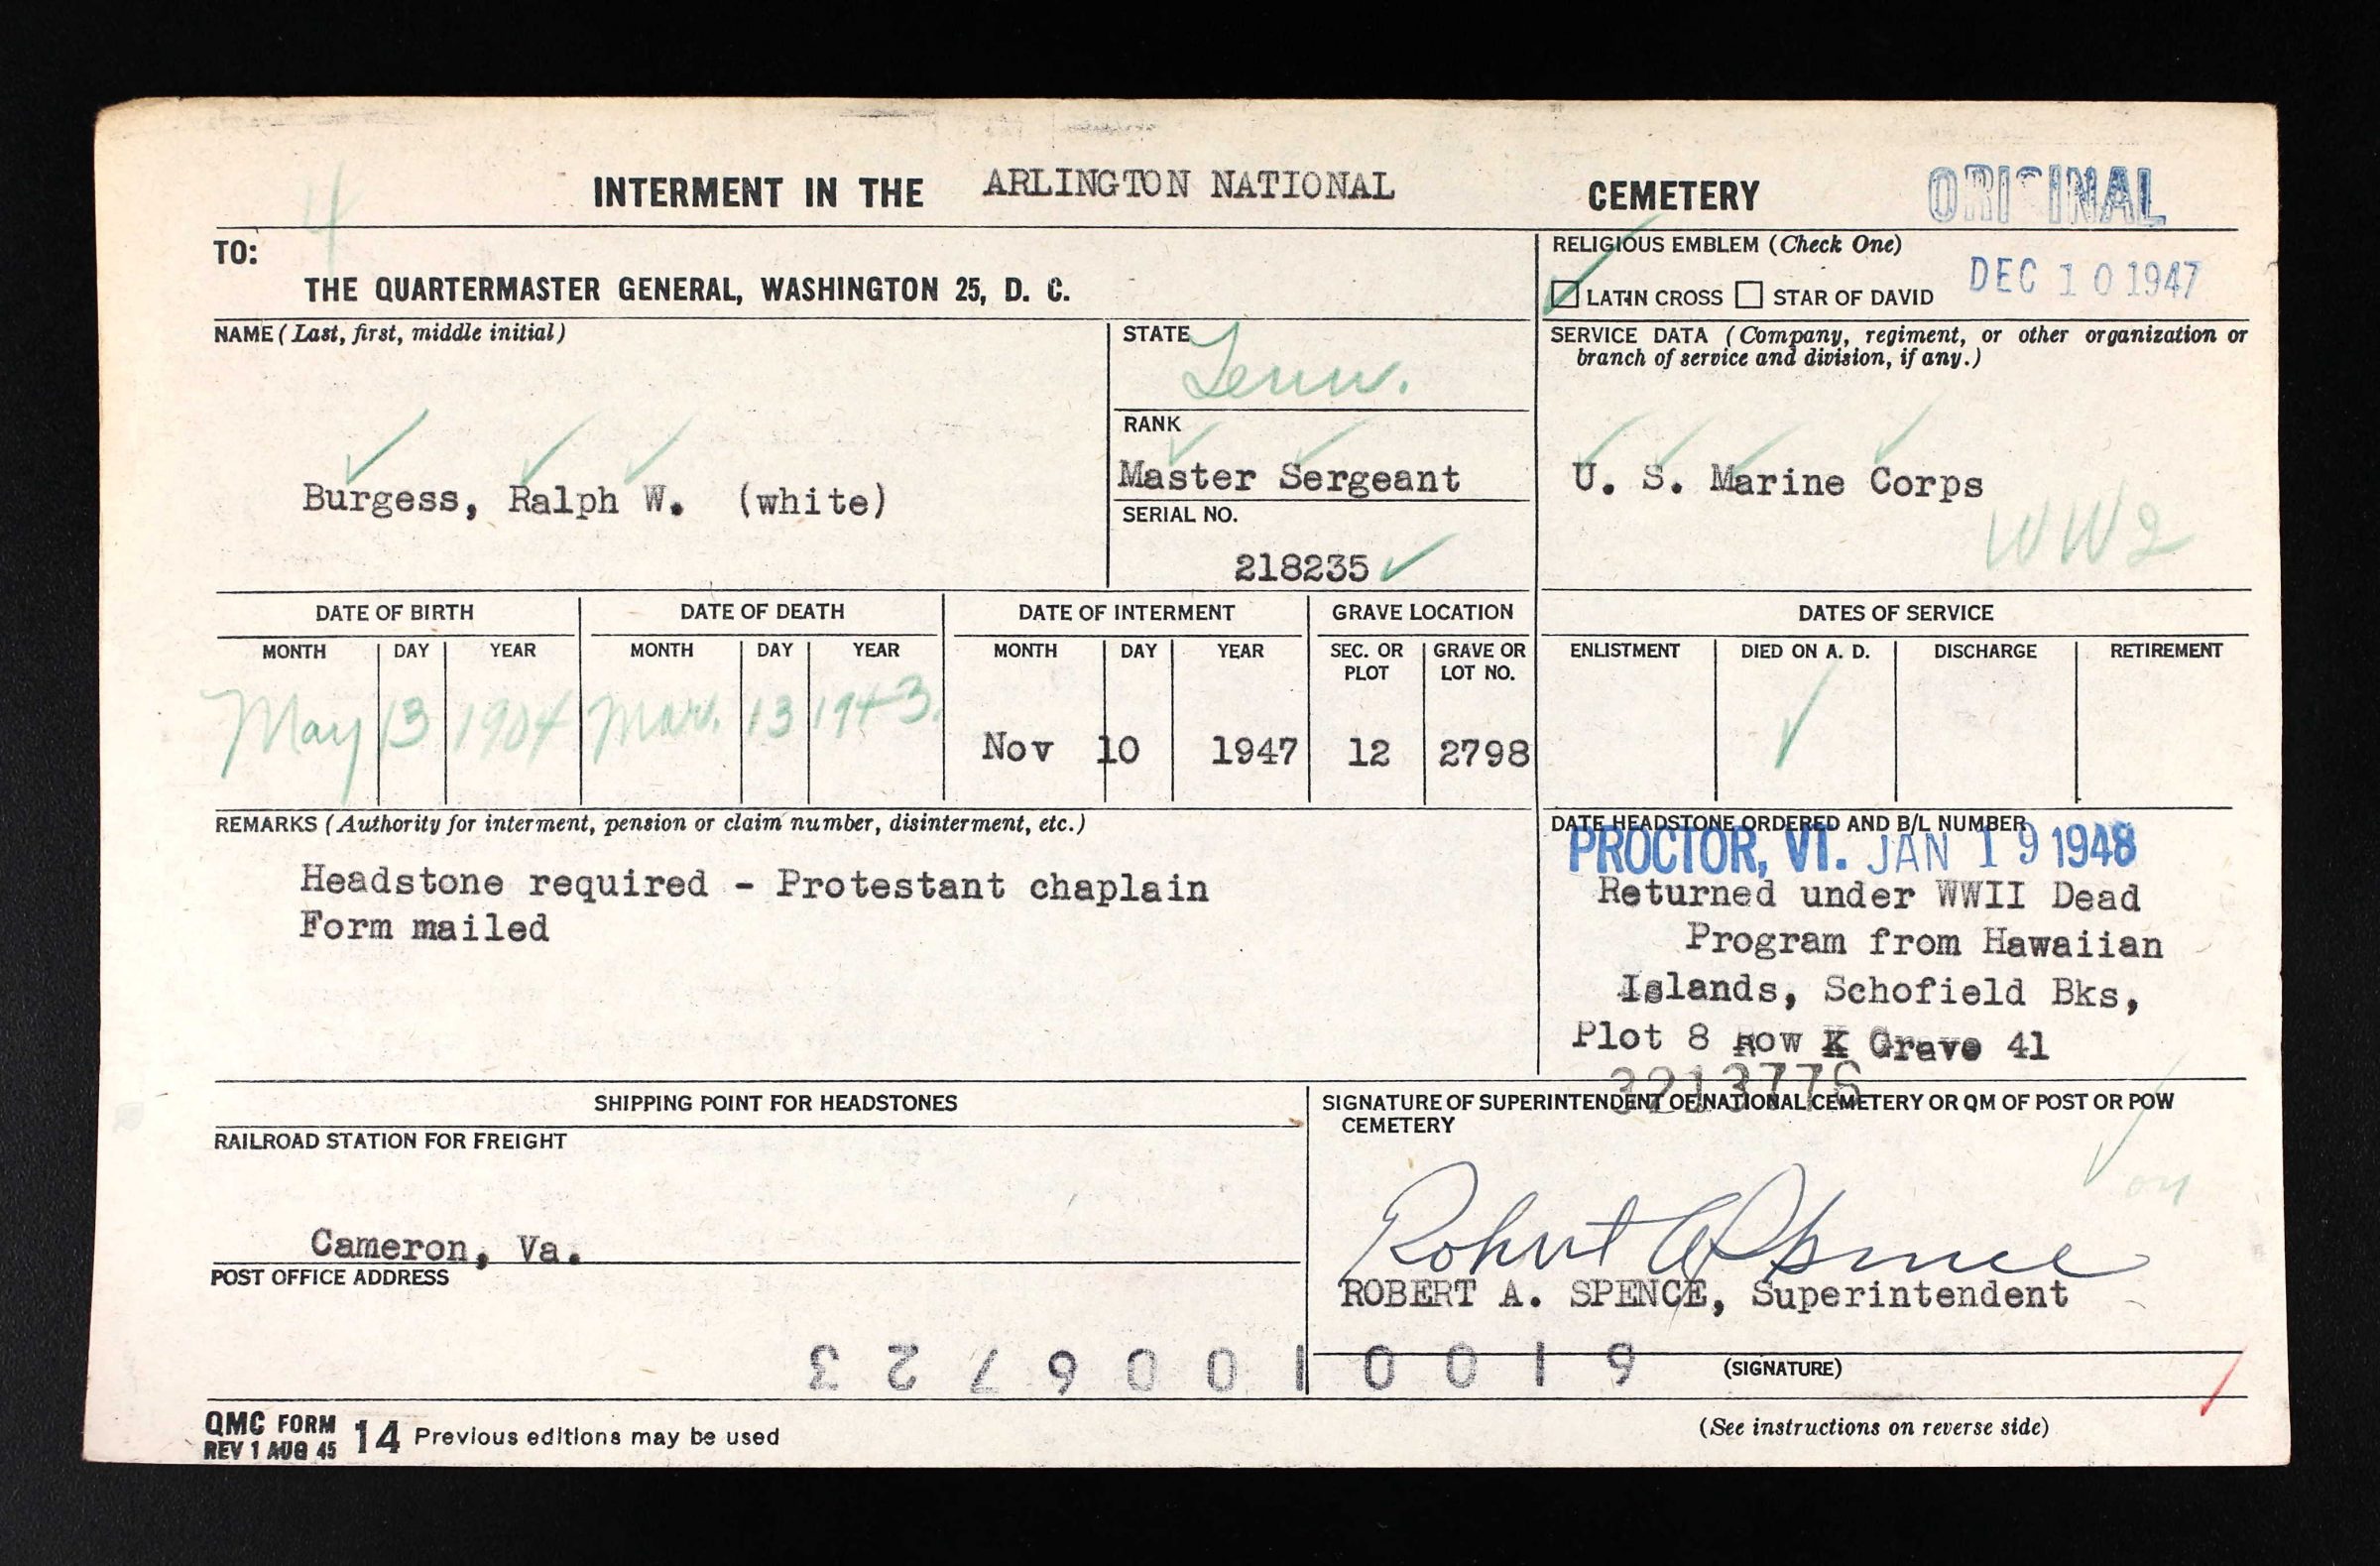 4
INTERMENT IN THE ARLINGTON NATIONAL CEMETERY
ORIGINAL
TO:
THE QUARTERMASTER GENERAL, WASHINGTON 25, D. C.
RELIGIOUS EMBLEM (Check One)
DEC 10 1947
LATIN CROSS STAR OF DAVID
NAME (Last, first, middle initial)
Burgess, Ralph W. (white)
STATE
Tenn.
RANK
Master Sergeant
SERIAL NO.
218235
SERVICE DATA (Company, regiment, or other organization or
branch of service and division, if any.)
U. S. Marine Corps
WW2
DATE OF BIRTH DATE OF DEATH DATE OF INTERMENT GRAVE LOCATION DATES OF SERVICE
MONTH DAY YEAR MONTH DAY YEAR MONTH DAY YEAR SEC. OR PLOT GRAVE OR LOT NO. ENLISTMENT DIED ON A. D. DISCHARGE RETIREMENT
May 13 1904 Mar. 13 1943. Nov 10 1947 12 2798
REMARKS (Authority for interment, pension or claim number, disinterment, etc.)
Headstone required - Protestant chaplain
Form mailed
DATE HEADSTONE ORDERED AND B/L NUMBER
PROCTOR, VT. JAN 19 1948
Returned under WWII Dead
Program from Hawaiian
Islands, Schofield Bks,
Plot 8 Row K Grave 41
3213776
SHIPPING POINT FOR HEADSTONES
RAILROAD STATION FOR FREIGHT
Cameron, Va.
POST OFFICE ADDRESS
SIGNATURE OF SUPERINTENDENT OF NATIONAL CEMETERY OR QM OF POST OR POW
CEMETERY
Robert A Spence
ROBERT A. SPENCE, Superintendent
(SIGNATURE)
610010006723
QMC FORM 14 Previous editions may be used
REV 1 AUG 45
(See instructions on reverse side)